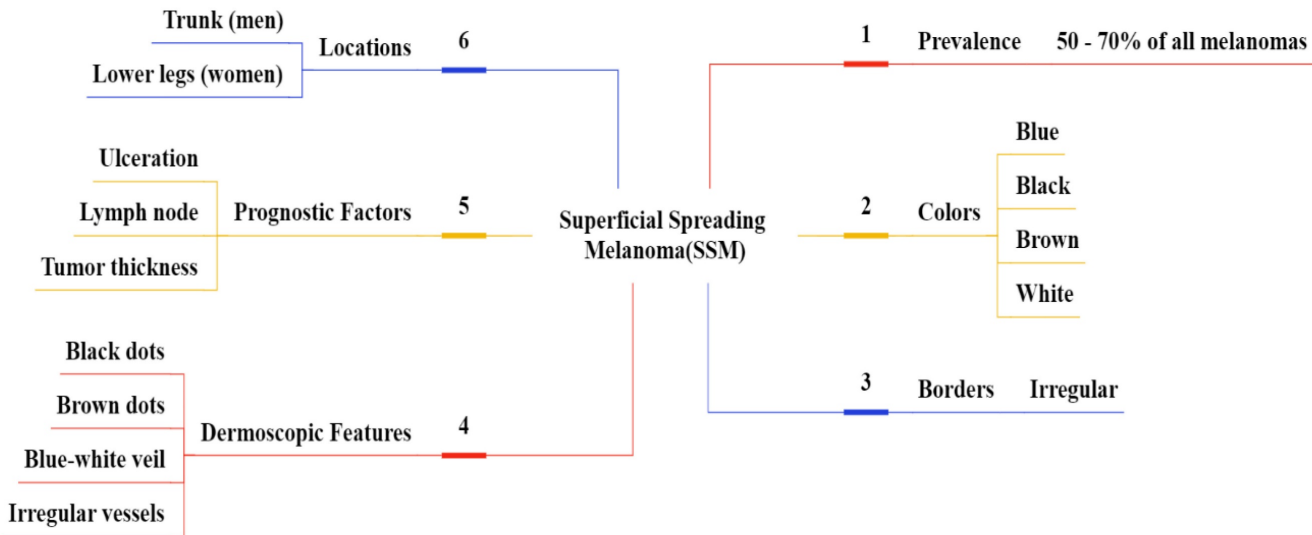 1 Prevalence 50 - 70% of all melanomas
2 Colors
Blue
Black
Brown
White
3 Borders Irregular
Superficial Spreading
Melanoma(SSM)
Dermoscopic Features 4
Black dots
Brown dots
Blue-white veil
Irregular vessels
Prognostic Factors 5
Ulceration
Lymph node
Tumor thickness
Locations 6
Trunk (men)
Lower legs (women)